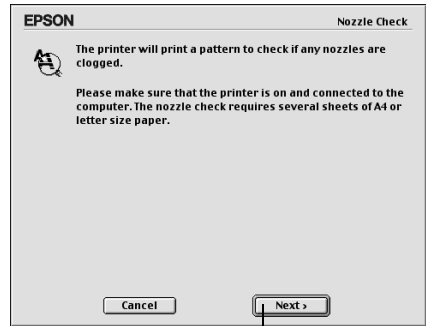 EPSON Nozzle Check
The printer will print a pattern to check if any nozzles are
clogged.
Please make sure that the printer is on and connected to the
computer. The nozzle check requires several sheets of A4 or
letter size paper.
Cancel Next ›